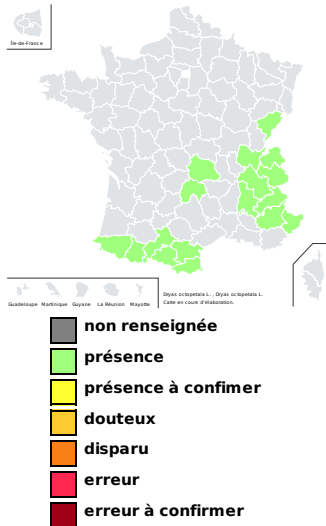 Île-de-France
Guadeloupe Martinique Guyane La Réunion Mayotte
Dryas octopetala L. , Dryas octopetala L.
Carte en cours d'élaboration.
non renseignée
présence
présence à confimer
douteux
disparu
erreur
erreur à confirmer